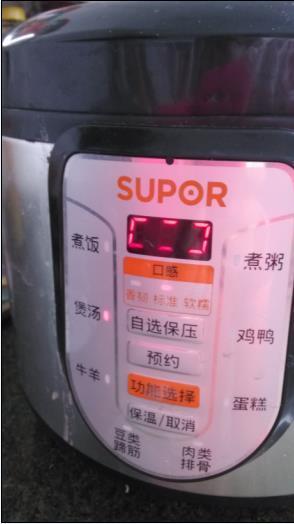 SUPOR
煮饭
口感
煮粥
香韧 标准 软糯
煲汤
自选保压
鸡鸭
预约
牛羊
功能选择
蛋糕
保温/取消
豆类
蹄筋
肉类
排骨